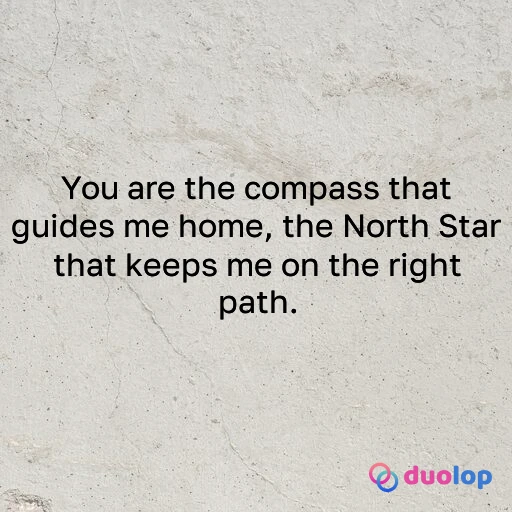 You are the compass that
guides me home, the North Star
that keeps me on the right
path.
duolop